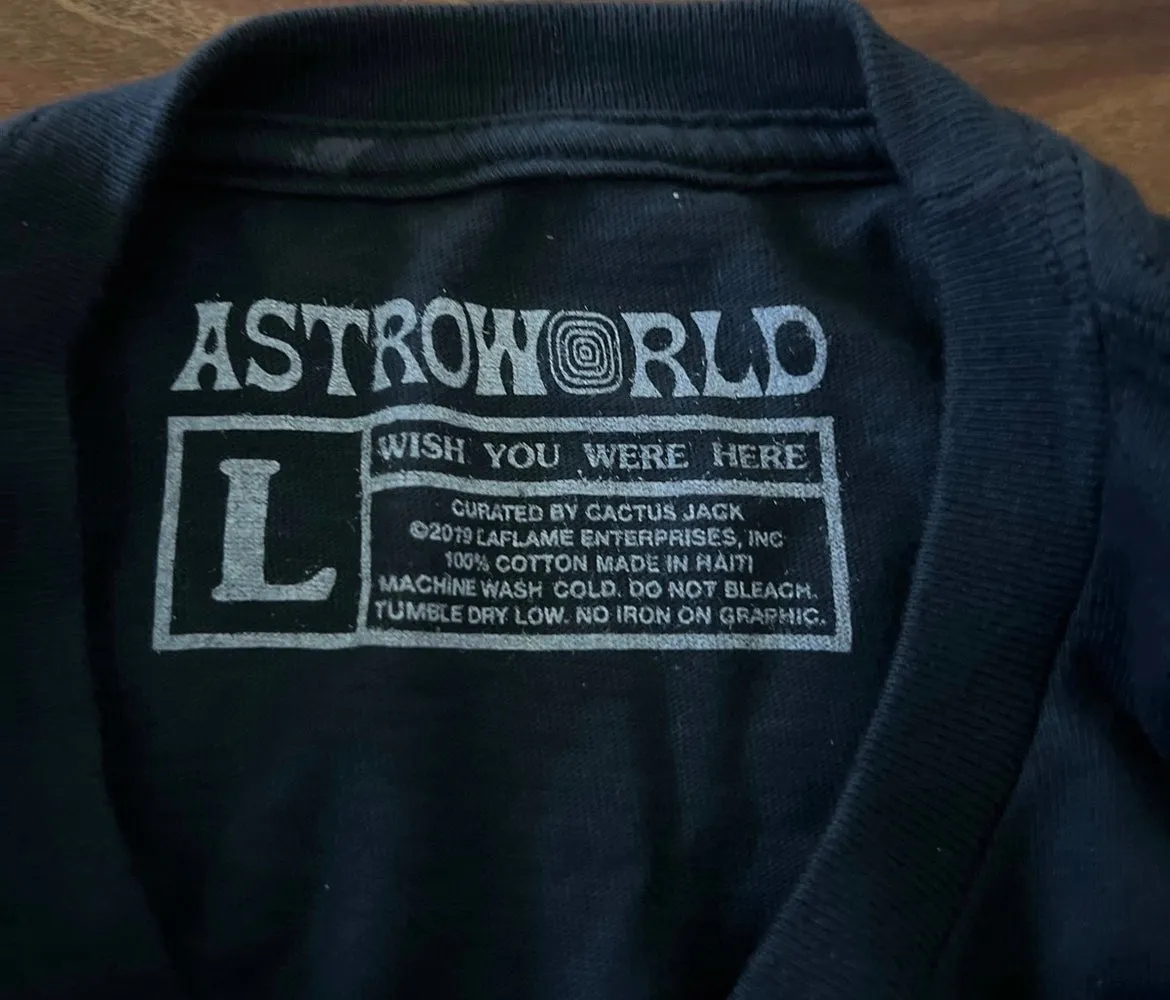 ASTROWORLD
L
WISH YOU WERE HERE
CURATED BY CACTUS JACK
©2019 LAFLAME ENTERPRISES, INC
100% COTTON MADE IN HAITI
MACHINE WASH COLD. DO NOT BLEACH.
TUMBLE DRY LOW. NO IRON ON GRAPHIC.